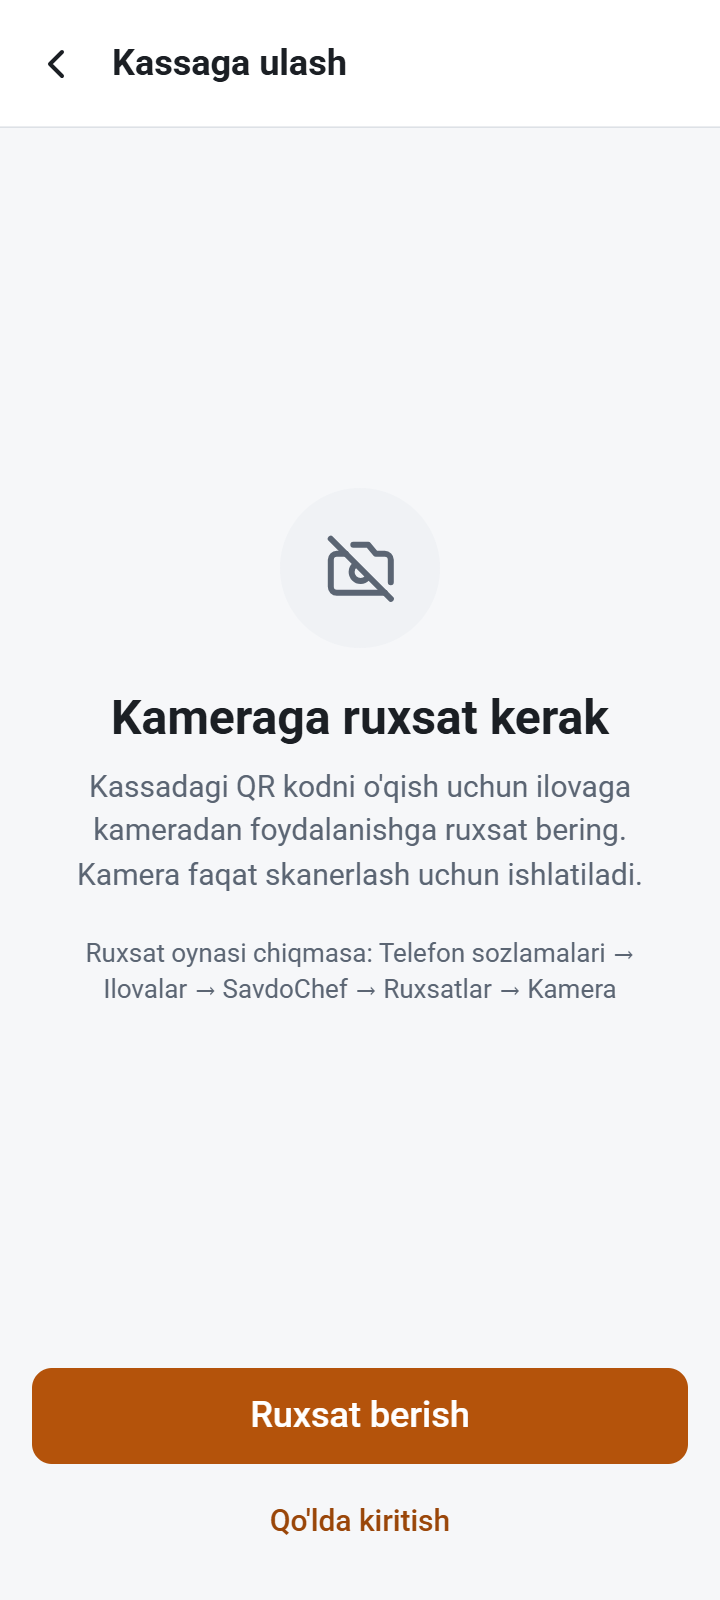 Kassaga ulash
Kameraga ruxsat kerak
Kassadagi QR kodni o'qish uchun ilovaga
kameradan foydalanishga ruxsat bering.
Kamera faqat skanerlash uchun ishlatiladi.
Ruxsat oynasi chiqmasa: Telefon sozlamalari →
Ilovalar → SavdoChef → Ruxsatlar → Kamera
Ruxsat berish
Qo'lda kiritish